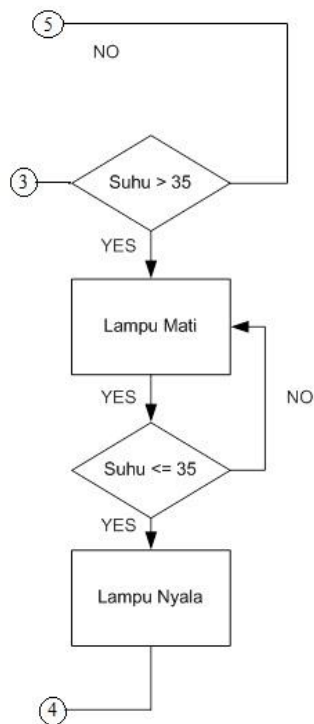 5
NO
3
Suhu > 35
YES
Lampu Mati
YES
NO
Suhu <= 35
YES
Lampu Nyala
4